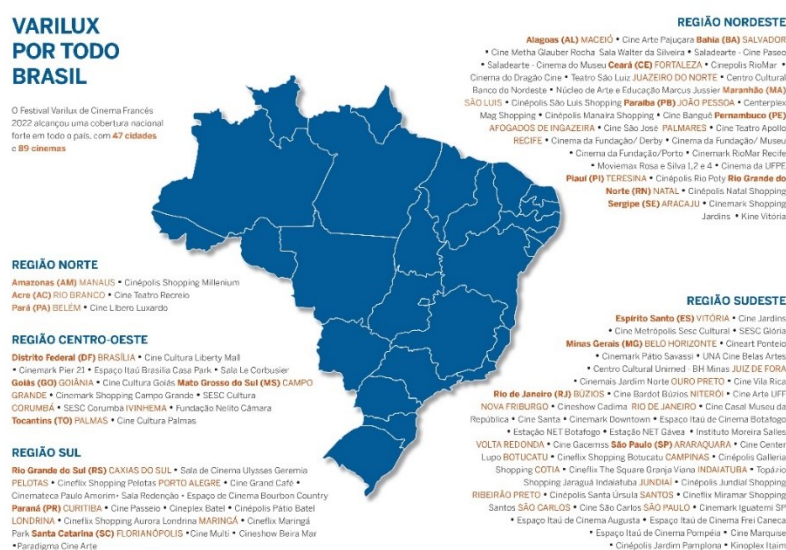 VARILUX
POR TODO
BRASIL
O Festival Varilux de Cinema Francês
2022 alcançou uma cobertura nacional
forte em todo o país, com 47 cidades
e 89 cinemas
REGIÃO NORTE
Amazonas (AM) MANAUS • Cinépolis Shopping Millenium
Acre (AC) RIO BRANCO • Cine Teatro Recreio
Pará (PA) BELÉM • Cine Líbero Luxardo
REGIÃO CENTRO-OESTE
Distrito Federal (DF) BRASÍLIA • Cine Cultura Liberty Mall
• Cinemark Pier 21 • Espaço Itaú Brasília Casa Park • Sala Le Corbusier
Goiás (GO) GOIÂNIA • Cine Cultura Goiás Mato Grosso do Sul (MS) CAMPO
GRANDE • Cinemark Shopping Campo Grande • SESC Cultura
CORUMBÁ • SESC Corumba IVINHEMA • Fundação Nelito Câmara
Tocantins (TO) PALMAS • Cine Cultura Palmas
REGIÃO SUL
Rio Grande do Sul (RS) CAXIAS DO SUL • Sala de Cinema Ulysses Geremia
PELOTAS • Cineflix Shopping Pelotas PORTO ALEGRE • Cine Grand Café •
Cinemateca Paulo Amorim- Sala Redenção - Espaço de Cinema Bourbon Country
Paraná (PR) CURITIBA • Cine Passeio • Cineplex Batel • Cinépolis Pátio Batel
LONDRINA • Cineflix Shopping Aurora Londrina MARINGÁ • Cineflix Maringá
Park Santa Catarina (SC) FLORIANÓPOLIS • Cine Multi • Cineshow Beira Mar
•Paradigma Cine Arte
REGIÃO NORDESTE
Alagoas (AL) MACEIÓ • Cine Arte Pajuçara Bahia (BA) SALVADOR
• Cine Metha Glauber Rocha Sala Walter da Silveira • Saladearte - Cine Paseo
• Saladearte - Cinema do Museu Ceará (CE) FORTALEZA • Cinepolis RioMar •
Cinema do Dragão Cine • Teatro São Luiz JUAZEIRO DO NORTE • Centro Cultural
Banco do Nordeste • Núcleo de Arte e Educação Marcus Jussier Maranhão (MA)
SÃO LUIS • Cinépolis São Luis Shopping Paraíba (PB) JOÃO PESSOA • Centerplex
Mag Shopping • Cinépolis Manaíra Shopping • Cine Banguê Pernambuco (PE)
AFOGADOS DE INGAZEIRA • Cine São José PALMARES • Cine Teatro Apollo
RECIFE • Cinema da Fundação/ Derby • Cinema da Fundação/ Museu
• Cinema da Fundação/Porto • Cinemark RioMar Recife
• Moviemax Rosa e Silva 1,2 e 4 • Cinema da UFPE
Piauí (PI) TERESINA • Cinépolis Rio Poty Rio Grande do
Norte (RN) NATAL • Cinépolis Natal Shopping
Sergipe (SE) ARACAJU • Cinemark Shopping
Jardins • Kine Vitória
REGIÃO SUDESTE
Espírito Santo (ES) VITÓRIA • Cine Jardins
• Cine Metrópolis Sesc Cultural • SESC Glória
Minas Gerais (MG) BELO HORIZONTE • Cineart Ponteio
• Cinemark Pátio Savassi • UNA Cine Belas Artes
• Centro Cultural Unimed - BH Minas JUIZ DE FORA
• Cinemais Jardim Norte OURO PRETO • Cine Vila Rica
Rio de Janeiro (RJ) BÚZIOS • Cine Bardot Búzios NITERÓI • Cine Arte UFF
NOVA FRIBURGO • Cineshow Cadima RIO DE JANEIRO • Cine Casal Museu da
República • Cine Santa • Cinemark Downtown • Espaço Itaú de Cinema Botafogo
• Estação NET Botafogo • Estação NET Gávea • Instituto Moreira Salles
VOLTA REDONDA • Cine Gacemss São Paulo (SP) ARARAQUARA • Cine Center
Lupo BOTUCATU • Cineflix Shopping Botucatu CAMPINAS • Cinépolis Galleria
Shopping COTIA • Cineflix The Square Granja Viana INDAIATUBA • Topázio
Shopping Jaraguá Indaiatuba JUNDIAÍ • Cinépolis Jundiaí Shopping
RIBEIRÃO PRETO • Cinépolis Santa Úrsula SANTOS • Cineflix Miramar Shopping
Santos SÃO CARLOS • Cine São Carlos SÃO PAULO • Cinemark Iguatemi SP
• Espaço Itaú de Cinema Augusta • Espaço Itaú de Cinema Frei Caneca
• Espaço Itaú de Cinema Pompéia • Cine Marquise
• Cinépolis Jardim Pamplona • Kinoplex Itaim